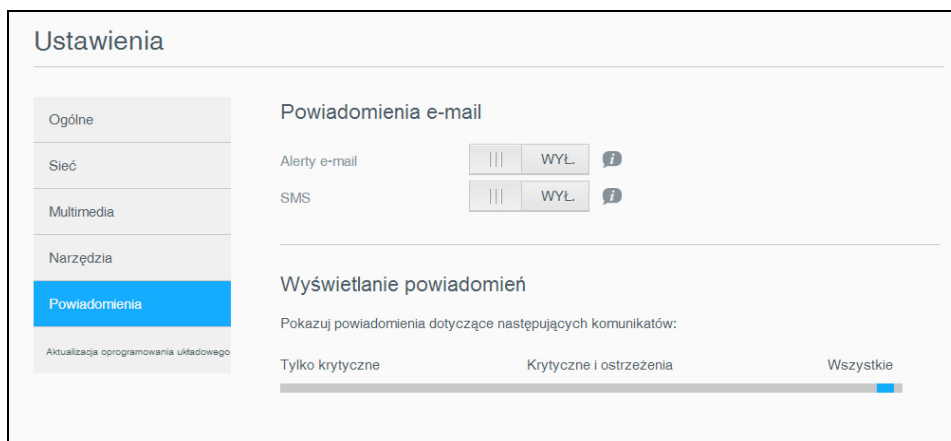 Ustawienia
Ogólne
Sieć
Multimedia
Narzędzia
Powiadomienia
Aktualizacja oprogramowania układowego
Powiadomienia e-mail
Alerty e-mail WYŁ.
SMS WYŁ.
Wyświetlanie powiadomień
Pokazuj powiadomienia dotyczące następujących komunikatów:
Tylko krytyczne Krytyczne i ostrzeżenia Wszystkie